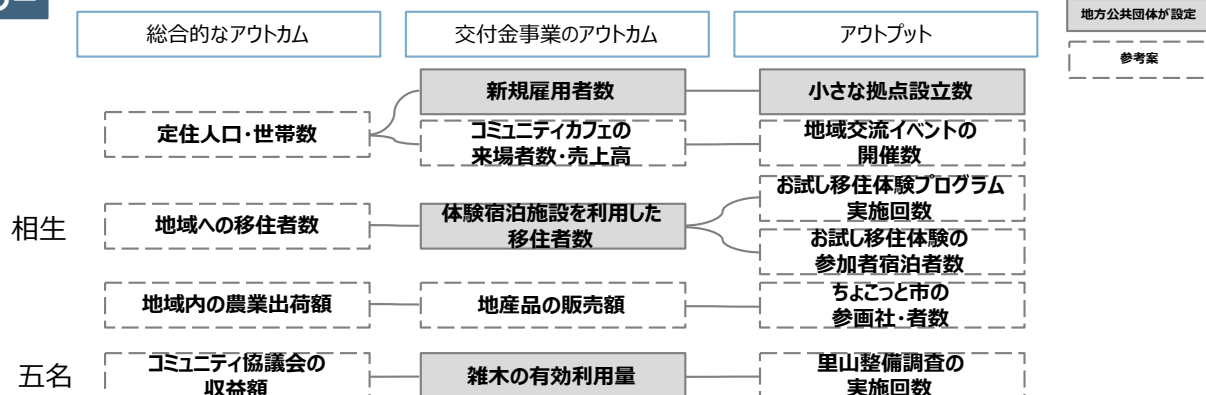 総合的なアウトカム
交付金事業のアウトカム
アウトプット
地方公共団体が設定
参考案
新規雇用者数
小さな拠点設立数
定住人口・世帯数
コミュニティカフェの
来場者数・売上高
地域交流イベントの
開催数
相生
地域への移住者数
体験宿泊施設を利用した
移住者数
お試し移住体験プログラム
実施回数
お試し移住体験の
参加者宿泊者数
地域内の農業出荷額
地産品の販売額
ちょこっと市の
参画社・者数
五名
コミュニティ協議会の
収益額
雑木の有効利用量
里山整備調査の
実施回数